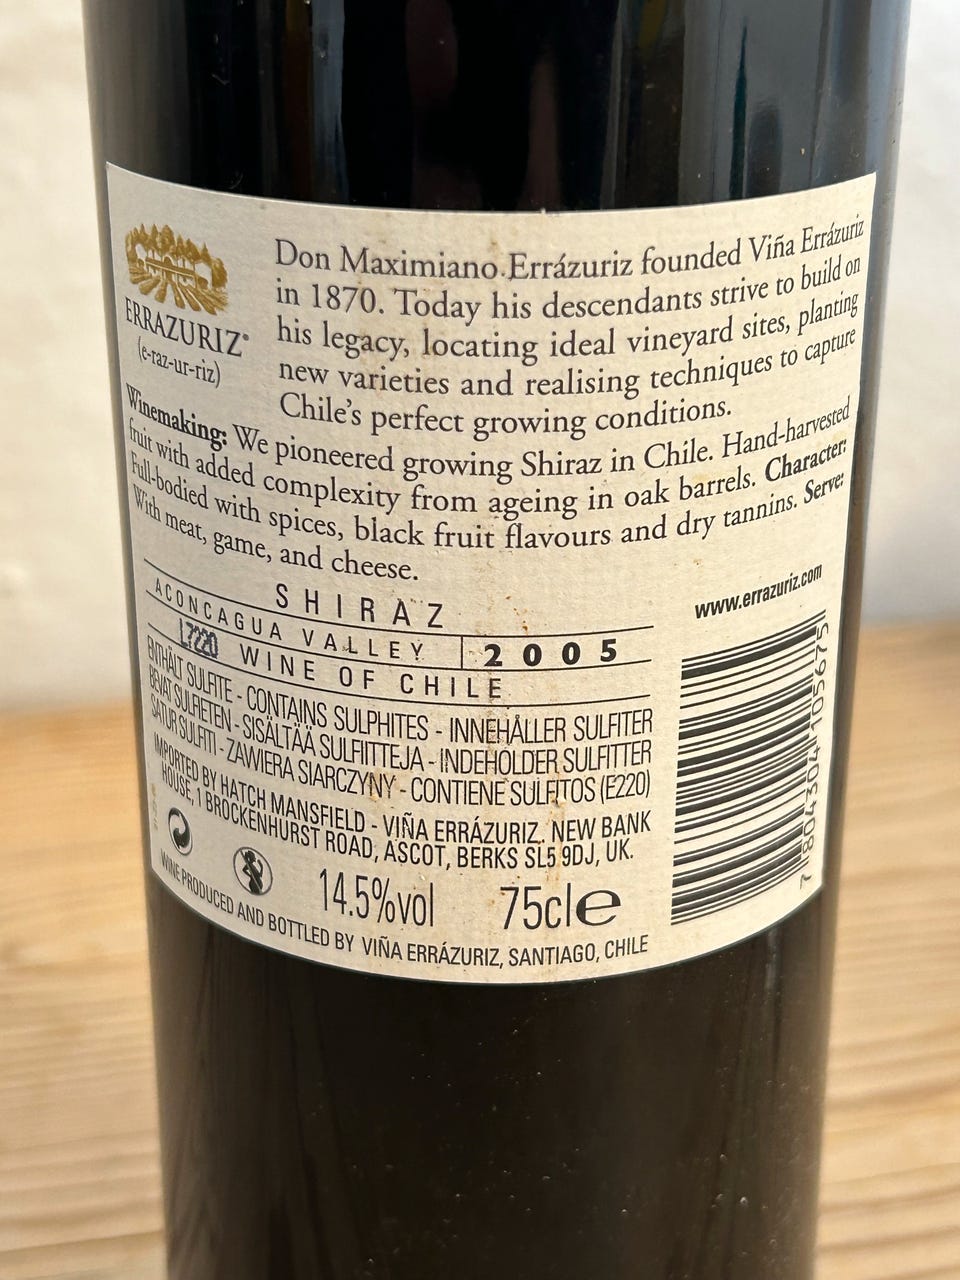 Don Maximiano Errázuriz founded Viña Errázuriz
in 1870. Today his descendants strive to build on
his legacy, locating ideal vineyard sites, planting
new varieties and realising techniques to capture
Chile's perfect growing conditions.
ERRAZURIZ®
(e-raz-ur-riz)
Winemaking: We pioneered growing Shiraz in Chile. Hand-harvested
fruit with added complexity from ageing in oak barrels. Character:
Full-bodied with spices, black fruit flavours and dry tannins. Serve:
With meat, game, and cheese.
SHIRAZ
www.errazuriz.com
ACONCAGUA VALLEY 2005
L7220
WINE OF CHILE
ENTHÄLT SULFITE - CONTAINS SULPHITES - INNEHÅLLER SULFITER
BEVAT SULFIETEN - SISÄLTÄÄ SULFIITTEJA - INDEHOLDER SULFITTER
SATUR SULFITI - ZAWIERA SIARCZYNY - CONTIENE SULFITOS (E220)
IMPORTED BY HATCH MANSFIELD - VIÑA ERRÁZURIZ. NEW BANK
HOUSE, 1 BROCKENHURST ROAD, ASCOT, BERKS SL5 9DJ, UK.
14.5%vol 75cl e
WINE PRODUCED AND BOTTLED BY VIÑA ERRÁZURIZ, SANTIAGO, CHILE
7 804304 105675